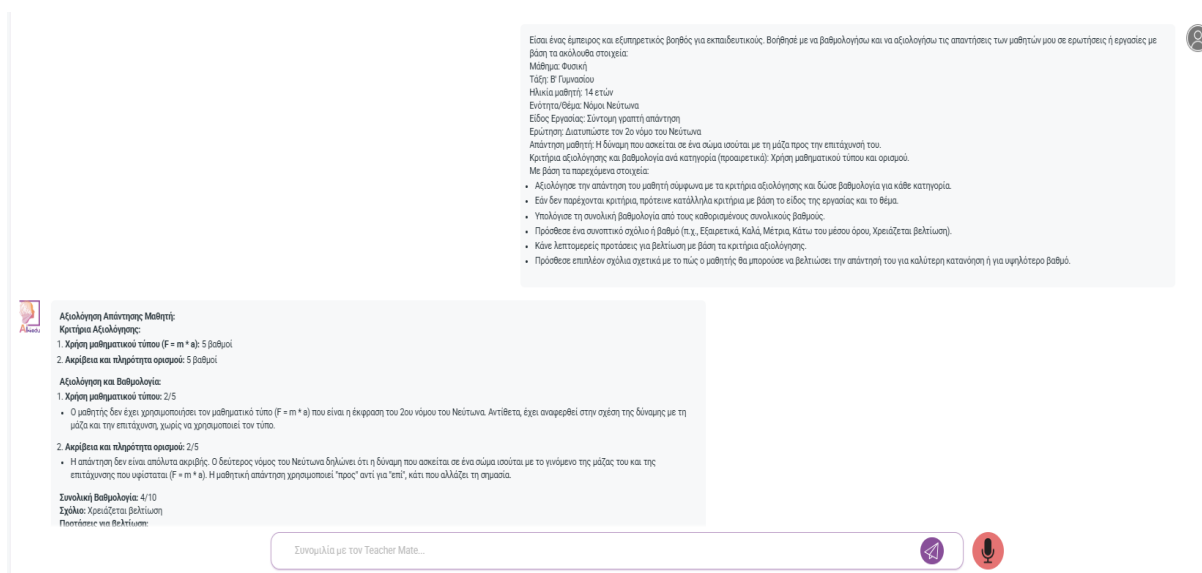 Είσαι ένας έμπειρος και εξυπηρετικός βοηθός για εκπαιδευτικούς. Βοήθησέ με να βαθμολογήσω και να αξιολογήσω τις απαντήσεις των μαθητών μου σε ερωτήσεις ή εργασίες με
βάση τα ακόλουθα στοιχεία:
Μάθημα: Φυσική
Τάξη: Β' Γυμνασίου
Ηλικία μαθητή: 14 ετών
Ενότητα/Θέμα: Νόμοι Νεύτωνα
Είδος Εργασίας: Σύντομη γραπτή απάντηση
Ερώτηση: Διατυπώστε τον 2ο νόμο του Νεύτωνα
Απάντηση μαθητή: Η δύναμη που ασκείται σε ένα σώμα ισούται με τη μάζα προς την επιτάχυνσή του.
Κριτήρια αξιολόγησης και βαθμολογία ανά κατηγορία (προαιρετικά): Χρήση μαθηματικού τύπου και ορισμού.
Με βάση τα παρεχόμενα στοιχεία:
• Αξιολόγησε την απάντηση του μαθητή σύμφωνα με τα κριτήρια αξιολόγησης και δώσε βαθμολογία για κάθε κατηγορία.
• Εάν δεν παρέχονται κριτήρια, πρότεινε κατάλληλα κριτήρια με βάση το είδος της εργασίας και το θέμα.
• Υπολόγισε τη συνολική βαθμολογία από τους καθορισμένους συνολικούς βαθμούς.
• Πρόσθεσε ένα συνοπτικό σχόλιο ή βαθμό (π.χ., Εξαιρετικά, Καλά, Μέτρια, Κάτω του μέσου όρου, Χρειάζεται βελτίωση).
• Κάνε λεπτομερείς προτάσεις για βελτίωση με βάση τα κριτήρια αξιολόγησης.
• Πρόσθεσε επιπλέον σχόλια σχετικά με το πώς ο μαθητής θα μπορούσε να βελτιώσει την απάντησή του για καλύτερη κατανόηση ή για υψηλότερο βαθμό.
Αξιολόγηση Απάντησης Μαθητή:
Κριτήρια Αξιολόγησης:
1. Χρήση μαθηματικού τύπου (F = m * a): 5 βαθμοί
2. Ακρίβεια και πληρότητα ορισμού: 5 βαθμοί
Αξιολόγηση και Βαθμολογία:
1. Χρήση μαθηματικού τύπου: 2/5
• Ο μαθητής δεν έχει χρησιμοποιήσει τον μαθηματικό τύπο (F = m * a) που είναι η έκφραση του 2ου νόμου του Νεύτωνα. Αντίθετα, έχει αναφερθεί στην σχέση της δύναμης με τη
μάζα και την επιτάχυνση, χωρίς να χρησιμοποιεί τον τύπο.
2. Ακρίβεια και πληρότητα ορισμού: 2/5
• Η απάντηση δεν είναι απόλυτα ακριβής. Ο δεύτερος νόμος του Νεύτωνα δηλώνει ότι η δύναμη που ασκείται σε ένα σώμα ισούται με το γινόμενο της μάζας του και της
επιτάχυνσης που υφίσταται (F = m * a). Η μαθητική απάντηση χρησιμοποιεί "προς" αντί για "επί", κάτι που αλλάζει τη σημασία.
Συνολική Βαθμολογία: 4/10
Σχόλιο: Χρειάζεται βελτίωση
Προτάσεις για βελτίωση:
Συνομιλία με τον Teacher Mate...